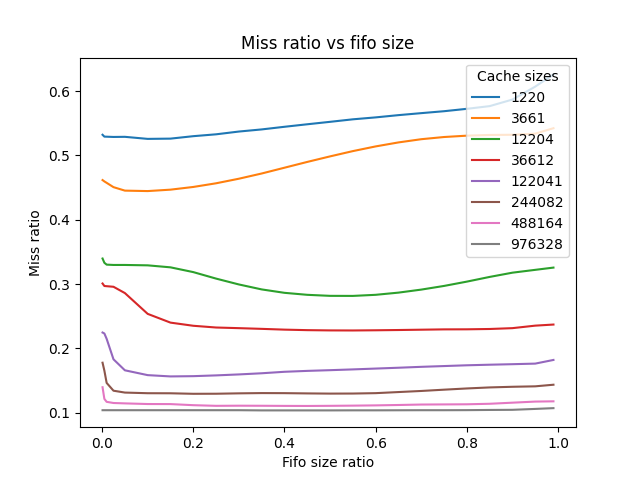 Miss ratio vs fifo size
Cache sizes
1220
3661
12204
36612
122041
244082
488164
976328
Miss ratio
0.6
0.5
0.4
0.3
0.2
0.1
0.0 0.2 0.4 0.6 0.8 1.0
Fifo size ratio